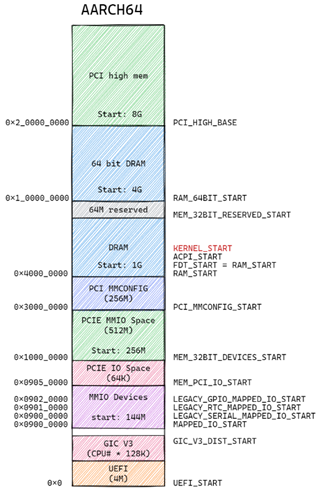 AARCH64
PCI high mem
Start: 8G
0×2_0000_0000
PCI_HIGH_BASE
64 bit DRAM
Start: 4G
0×1_0000_0000
RAM_64BIT_START
64M reserved
MEM_32BIT_RESERVED_START
DRAM
KERNEL_START
ACPI_START
Start: 1G
FDT_START = RAM_START
0×4000_0000
RAM_START
PCI MMCONFIG
(256M)
0×3000_0000
PCI_MMCONFIG_START
PCIE MMIO Space
(512M)
Start: 256M
0×1000_0000
MEM_32BIT_DEVICES_START
PCIE IO Space
(64K)
0×0905_0000
MEM_PCI_IO_START
MMIO Devices
start: 144M
0×0902_0000
LEGACY_GPIO_MAPPED_IO_START
0×0901_0000
LEGACY_RTC_MAPPED_IO_START
0×0900_0000
LEGACY_SERIAL_MAPPED_IO_START
0×0900_0000
MAPPED_IO_START
GIC V3
(CPU# * 128K)
GIC_V3_DIST_START
UEFI
(4M)
0×0
UEFI_START